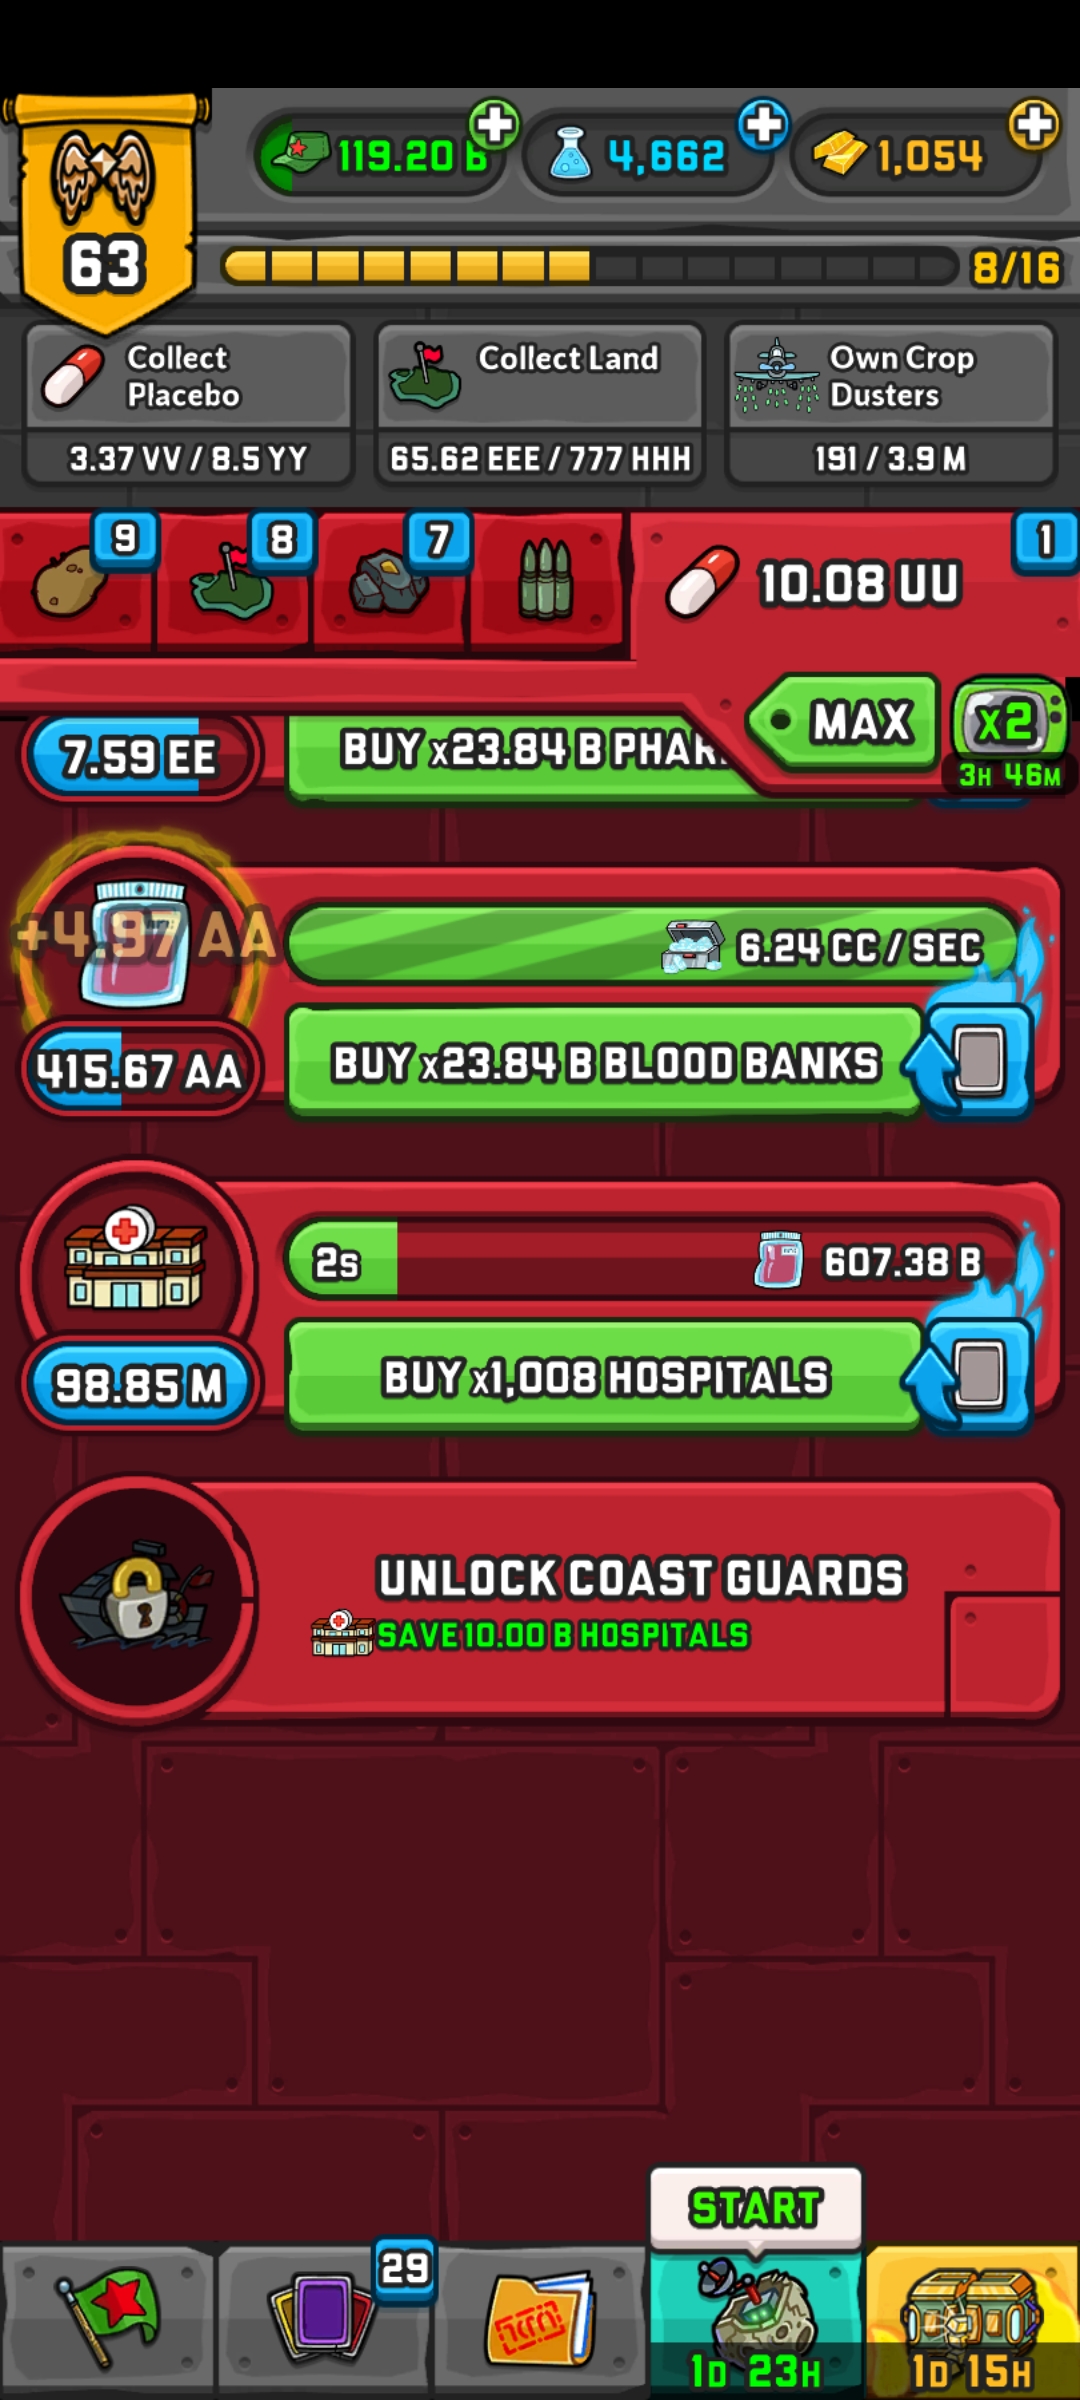 119.20 B
4,662
1,054
63
8/16
Collect
Placebo
Collect Land
Own Crop
Dusters
3.37 VV / 8.5 YY
65.62 EEE / 777 HHH
191 / 3.9 M
9
8
7
10.08 UU
1
MAX
x2
3H 46M
7.59 EE
BUY x23.84 B PHAR
+4.97 AA
6.24 CC / SEC
415.67 AA
BUY x23.84 B BLOOD BANKS
2s
607.38 B
98.85 M
BUY x1,008 HOSPITALS
UNLOCK COAST GUARDS
SAVE 10.00 B HOSPITALS
START
29
1D 23H
1D 15H